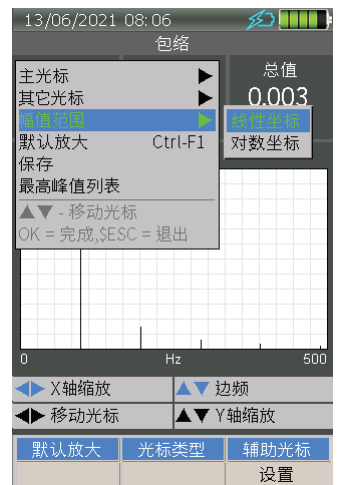 13/06/2021 08:06
包络
主光标 ▶
总值
其它光标 ▶
0.003
幅值范围 ▶
线性坐标
默认放大 Ctrl-F1
对数坐标
保存
最高峰值列表
▲▼ - 移动光标
OK = 完成,$ESC = 退出
0 Hz 500
◀▶ X轴缩放 ▲▼ 边频
◀▶ 移动光标 ▲▼ Y轴缩放
默认放大 光标类型 辅助光标
设置